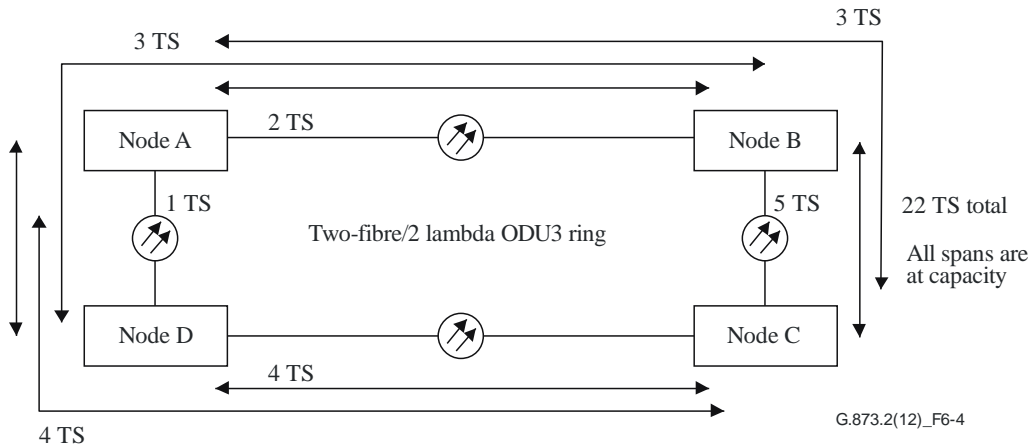 3 TS
3 TS
Node A
2 TS
Node B
1 TS
5 TS
22 TS total
Two-fibre/2 lambda ODU3 ring
All spans are
at capacity
Node D
Node C
4 TS
4 TS
G.873.2(12)_F6-4